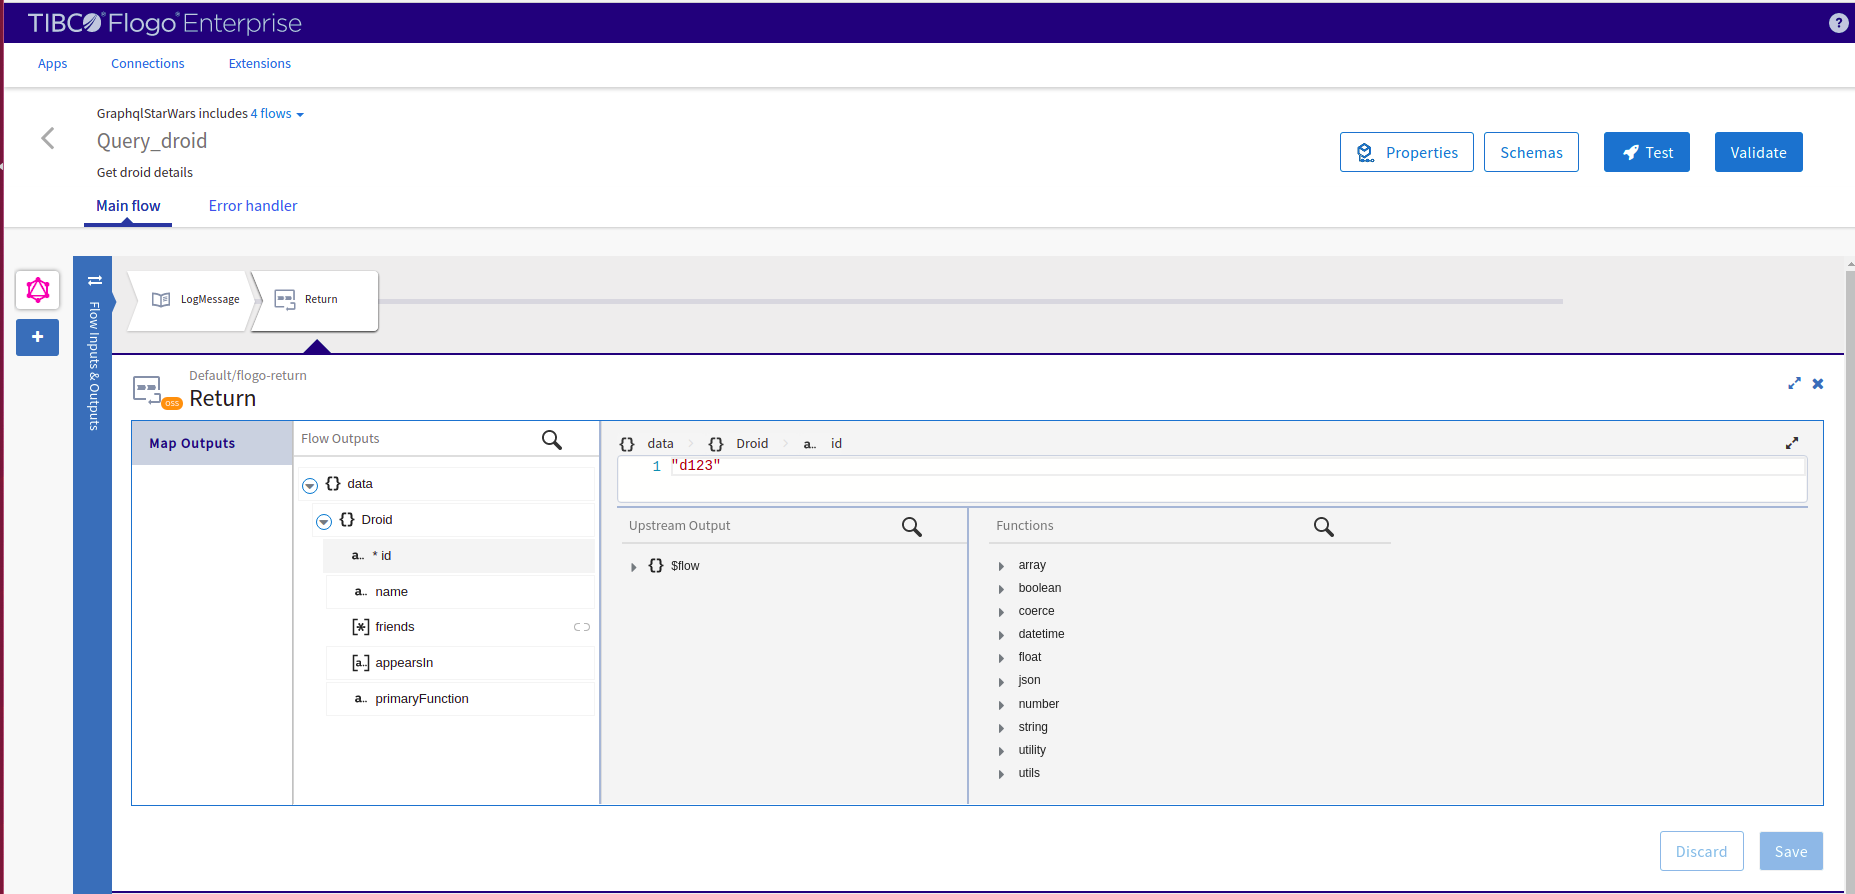 TIBCO® Flogo® Enterprise
?
Apps
Connections
Extensions
GraphqlStarWars includes 4 flows
Query_droid
Get droid details
Properties
Schemas
Test
Validate
Main flow
Error handler
Flow Inputs & Outputs
LogMessage
Return
Default/flogo-return
OSS
Return
Map Outputs
Flow Outputs
{} data
{} Droid
a.. * id
a.. name
[*] friends
[a..] appearsIn
a.. primaryFunction
{} data > {} Droid > a.. id
1 "d123"
Upstream Output
{} $flow
Functions
array
boolean
coerce
datetime
float
json
number
string
utility
utils
Discard
Save